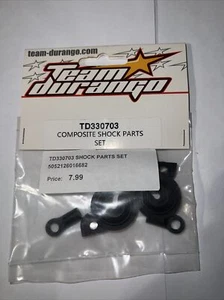 team-durango.com
Team
durango
TD330703
COMPOSITE SHOCK PARTS
SET
TD330703 SHOCK PARTS SET
5052128016682
Price: 7.99